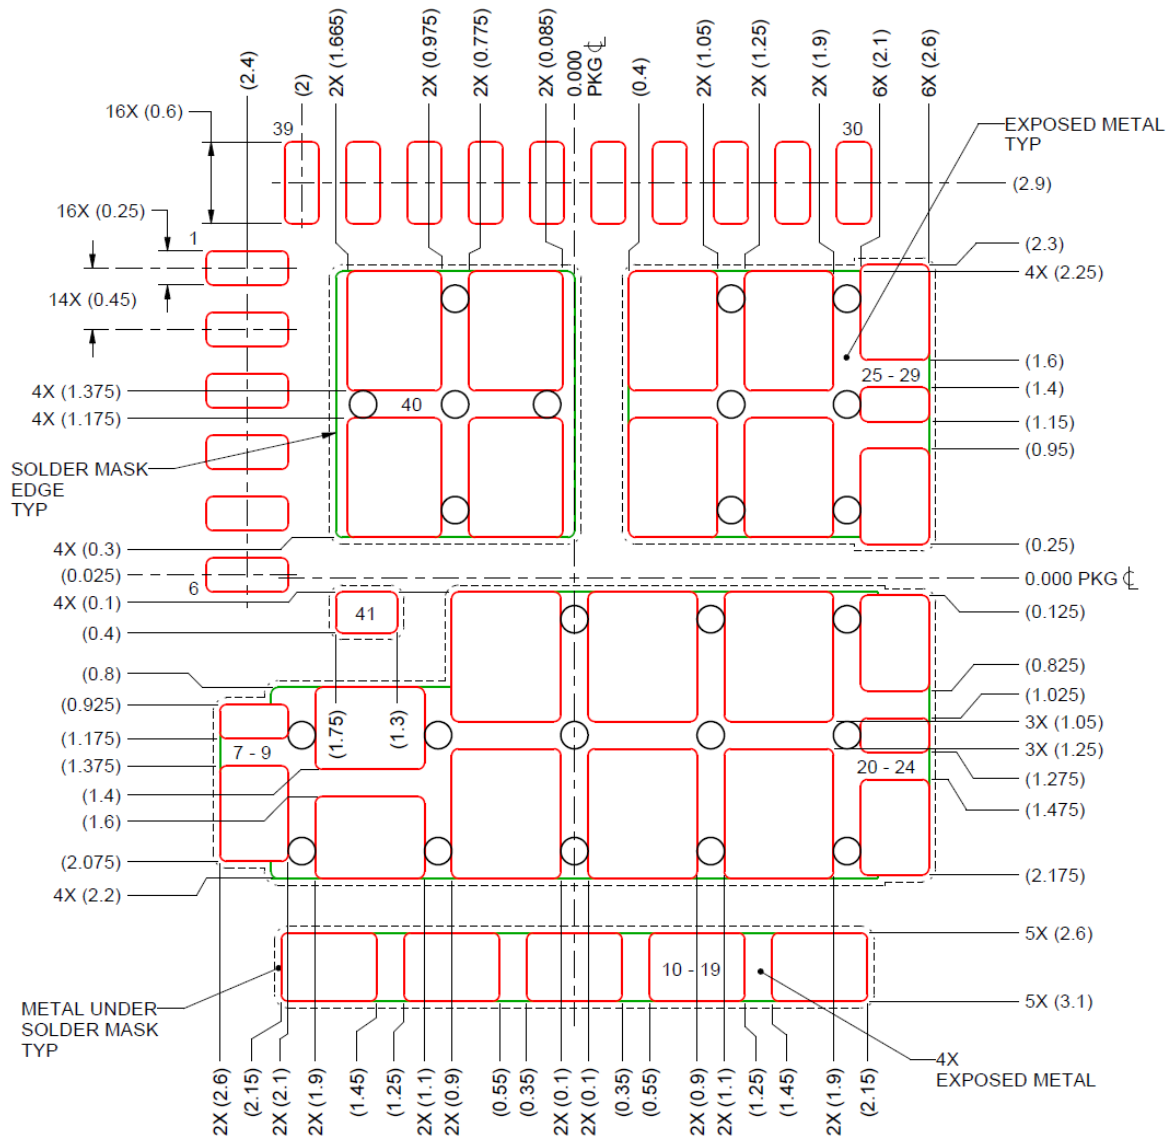 (2.4)
(2)
2X (1.665)
2X (0.975)
2X (0.775)
2X (0.085)
0.000
PKG ℄
(0.4)
2X (1.05)
2X (1.25)
2X (1.9)
6X (2.1)
6X (2.6)
16X (0.6)
39
30
EXPOSED METAL
TYP
(2.9)
16X (0.25)
1
(2.3)
4X (2.25)
14X (0.45)
(1.6)
25 - 29
(1.4)
4X (1.375)
40
4X (1.175)
(1.15)
(0.95)
SOLDER MASK
EDGE
TYP
4X (0.3)
(0.25)
(0.025)
6
0.000 PKG ℄
4X (0.1)
41
(0.125)
(0.4)
(0.8)
(0.825)
(0.925)
(1.025)
(1.75)
(1.3)
3X (1.05)
(1.175)
7 - 9
3X (1.25)
(1.375)
20 - 24
(1.275)
(1.4)
(1.475)
(1.6)
(2.075)
(2.175)
4X (2.2)
5X (2.6)
10 - 19
METAL UNDER
SOLDER MASK
TYP
5X (3.1)
4X
EXPOSED METAL
2X (2.6)
(2.15)
2X (2.1)
2X (1.9)
(1.45)
(1.25)
2X (1.1)
2X (0.9)
(0.55)
(0.35)
2X (0.1)
2X (0.1)
(0.35)
(0.55)
2X (0.9)
2X (1.1)
(1.25)
(1.45)
2X (1.9)
(2.15)